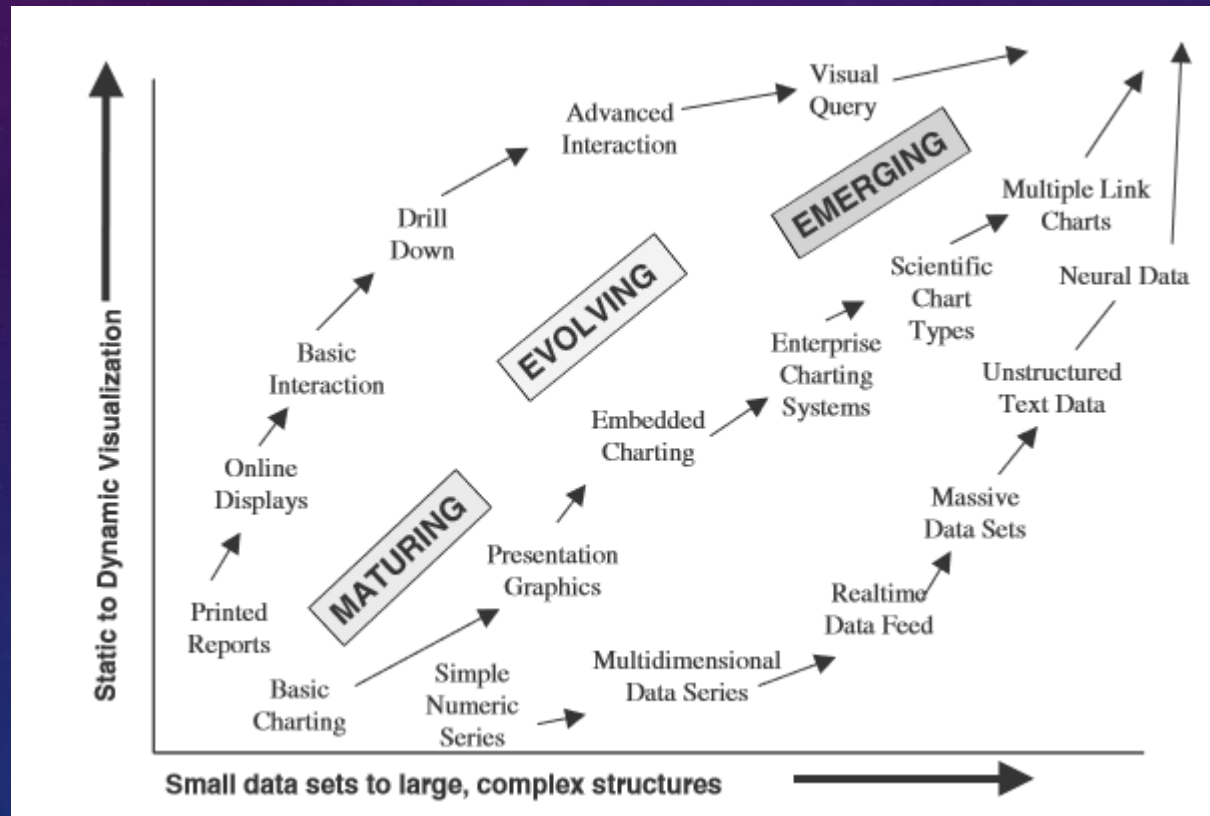 Static to Dynamic Visualization
Visual
Query
Advanced
Interaction
EMERGING
Multiple Link
Charts
Drill
Down
Scientific
Chart
Types
Neural Data
EVOLVING
Basic
Interaction
Enterprise
Charting
Systems
Unstructured
Text Data
Embedded
Charting
Online
Displays
Massive
Data Sets
MATURING
Presentation
Graphics
Realtime
Data Feed
Printed
Reports
Multidimensional
Data Series
Simple
Numeric
Series
Basic
Charting
Small data sets to large, complex structures